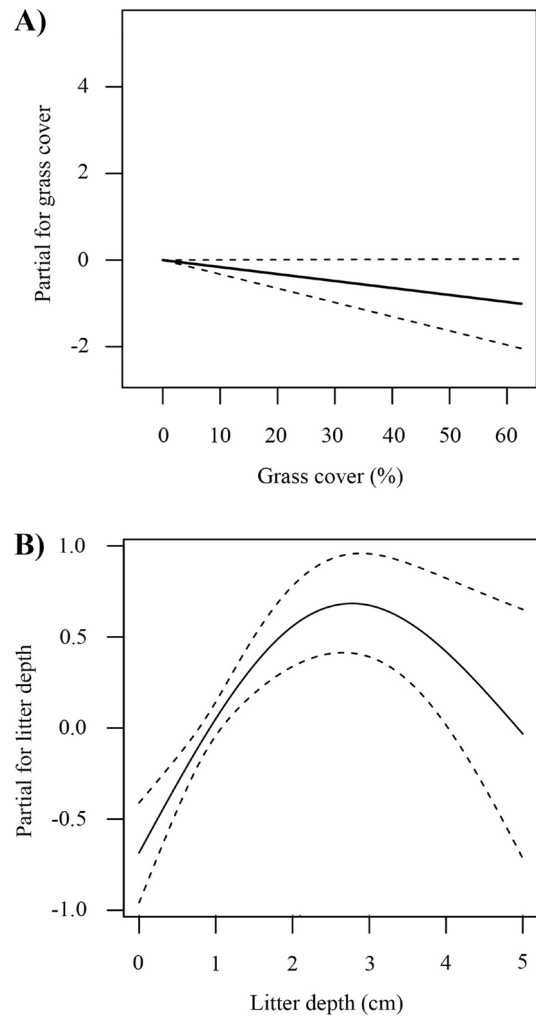 A)
Partial for grass cover
4
2
0
-2
0 10 20 30 40 50 60
Grass cover (%)
B)
Partial for litter depth
1.0
0.5
0.0
-0.5
-1.0
0 1 2 3 4 5
Litter depth (cm)